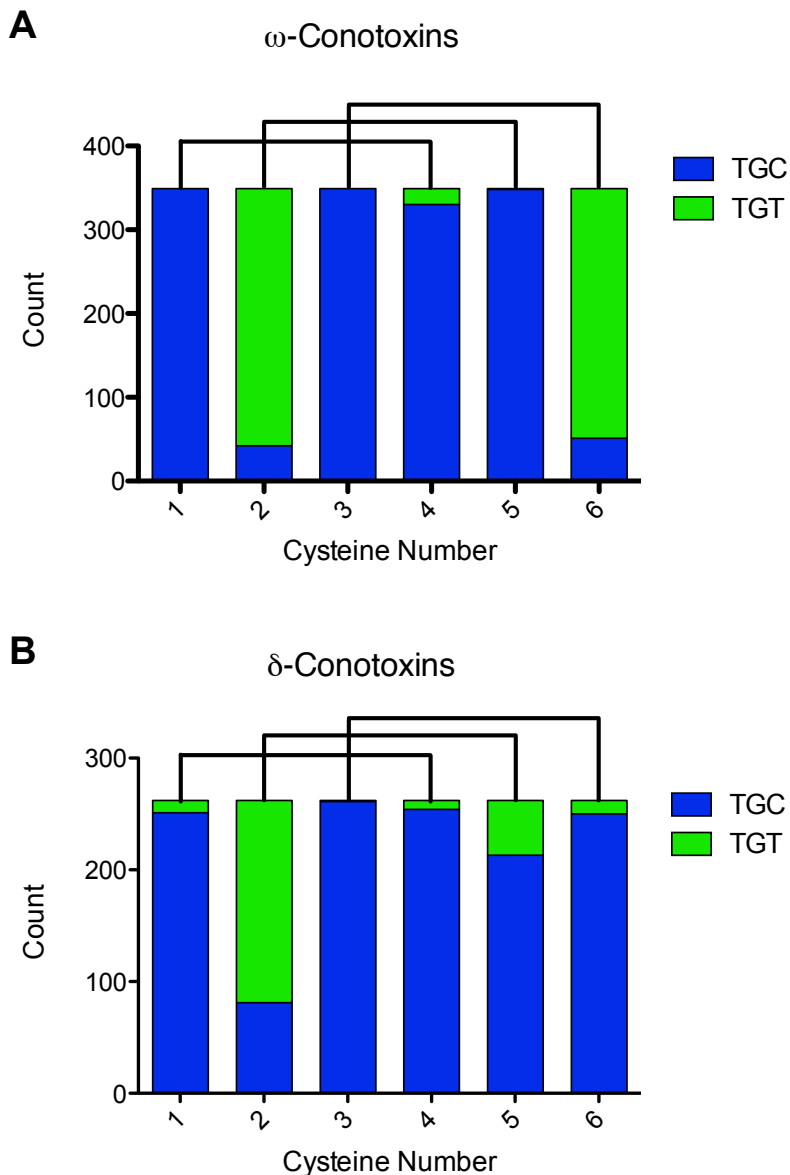 A
ω-Conotoxins
400
300
200
100
0
Count
1 2 3 4 5 6
Cysteine Number
TGC
TGT
B
δ-Conotoxins
300
200
100
0
Count
1 2 3 4 5 6
Cysteine Number
TGC
TGT